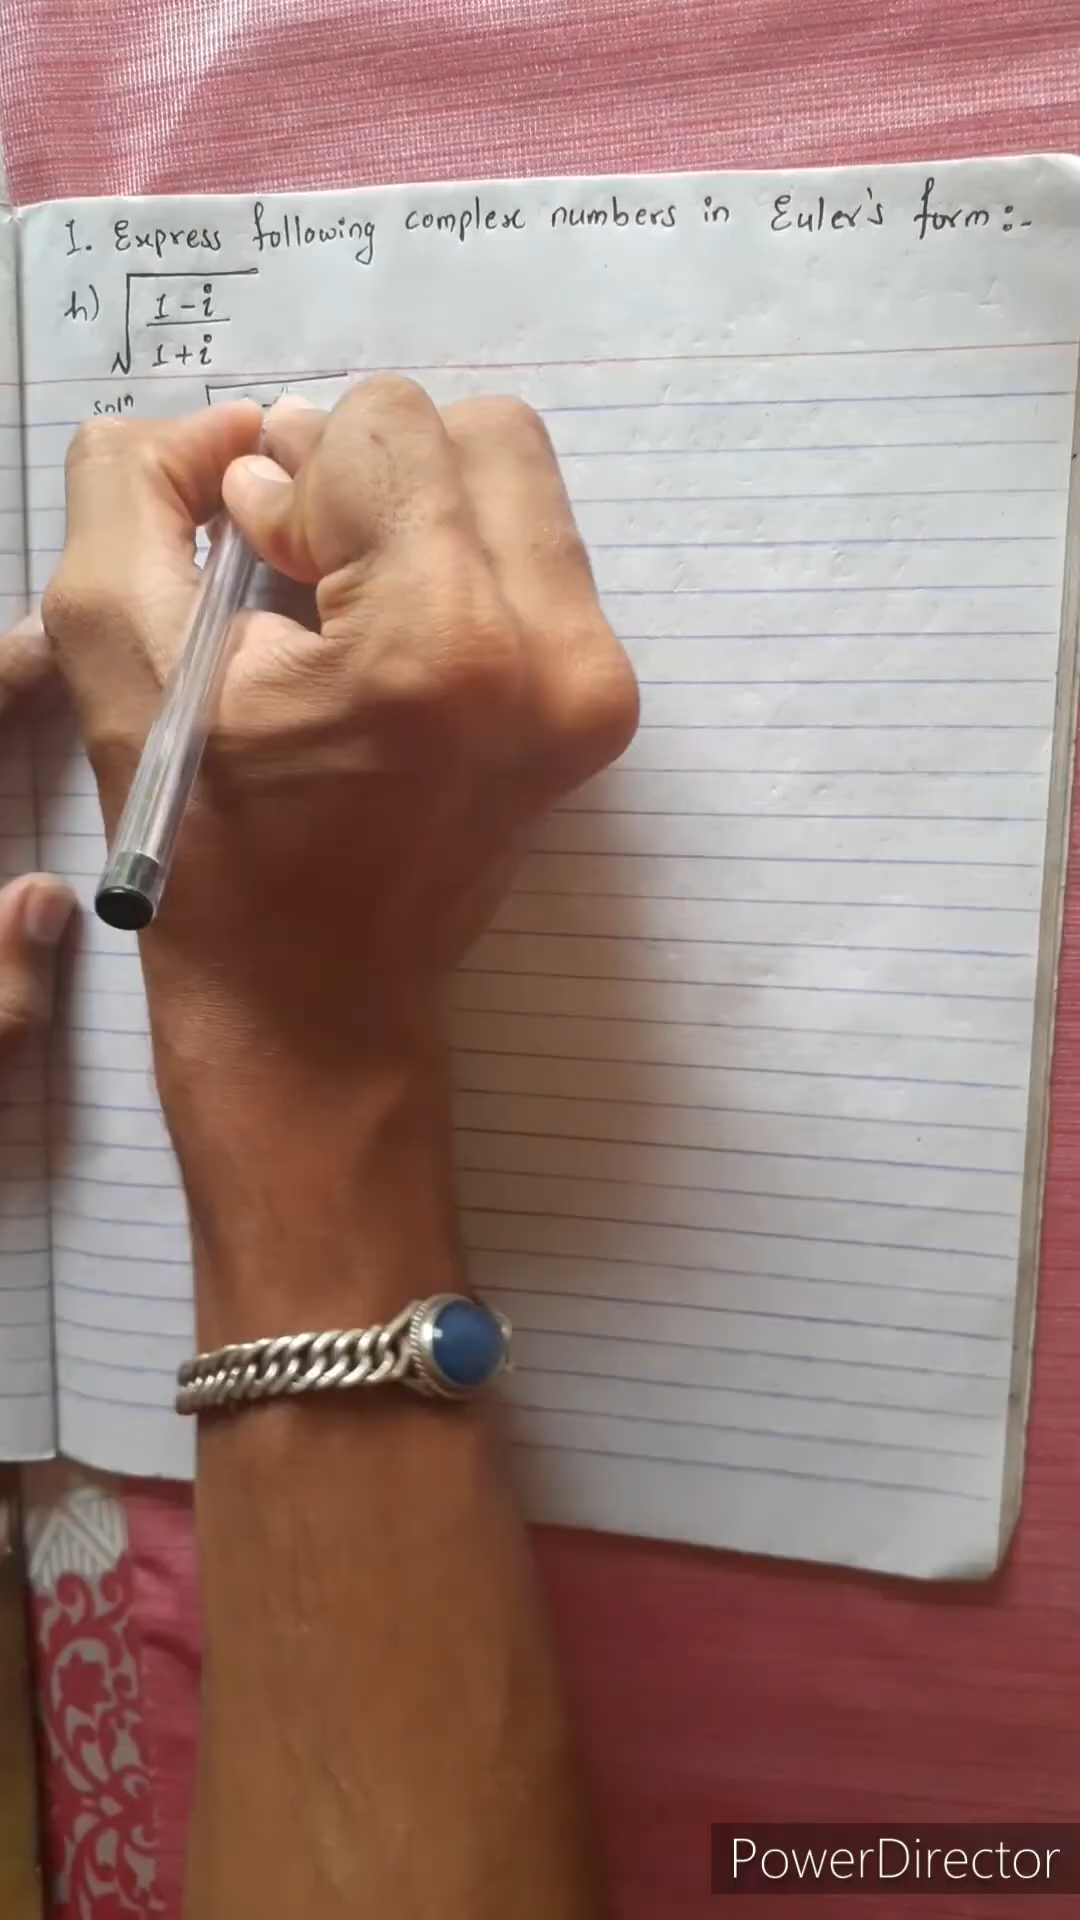 1. Express following complex numbers in Euler's form:-
h) √(1-i / 1+i)
Soln
PowerDirector